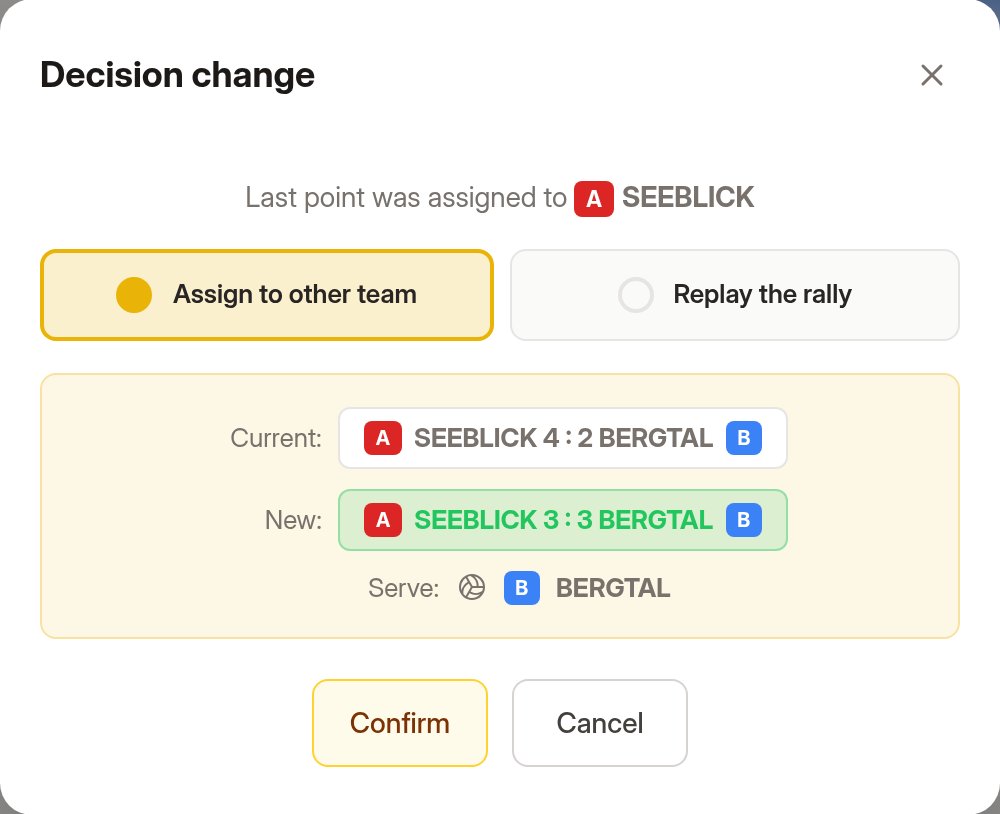 Decision change
Last point was assigned to A SEEBLICK
Assign to other team
Replay the rally
Current: A SEEBLICK 4 : 2 BERGTAL B
New: A SEEBLICK 3 : 3 BERGTAL B
Serve: B BERGTAL
Confirm
Cancel